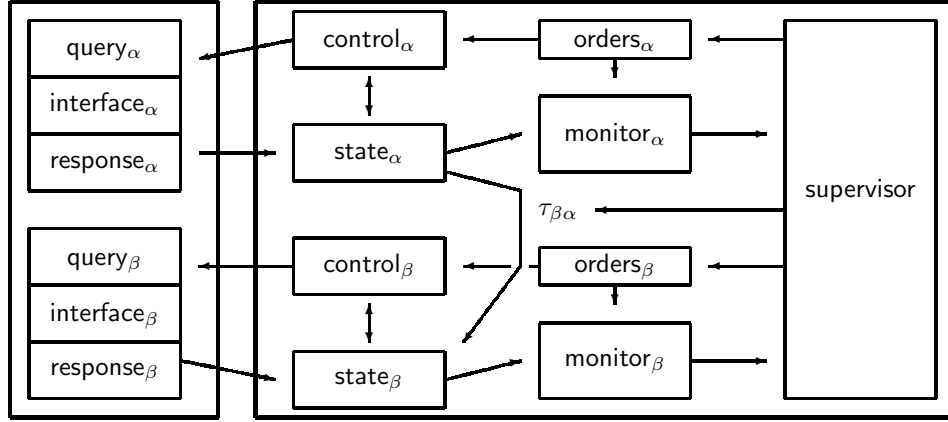 query_α
control_α
orders_α
interface_α
response_α
state_α
monitor_α
supervisor
τ_βα
query_β
control_β
orders_β
interface_β
response_β
state_β
monitor_β